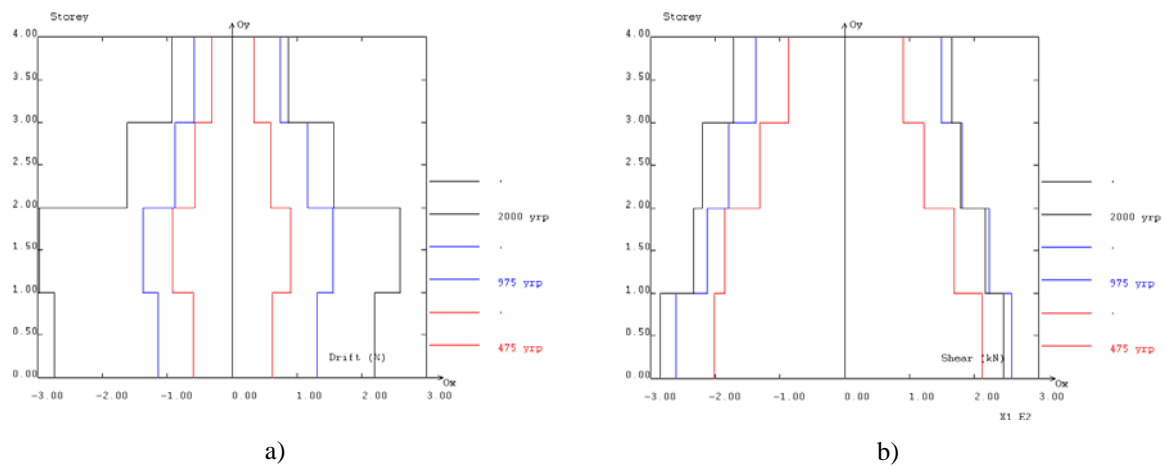 Storey
Oy
4.00
3.50
3.00
2.50
2.00
1.50
1.00
0.50
0.00
-3.00
-2.00
-1.00
0.00
1.00
2.00
3.00
Drift (%)
Ox
2000 yrp
975 yrp
475 yrp
a)
Storey
Oy
4.00
3.50
3.00
2.50
2.00
1.50
1.00
0.50
0.00
-3.00
-2.00
-1.00
0.00
1.00
2.00
3.00
X1 E2
Shear (kN)
Ox
2000 yrp
975 yrp
475 yrp
b)